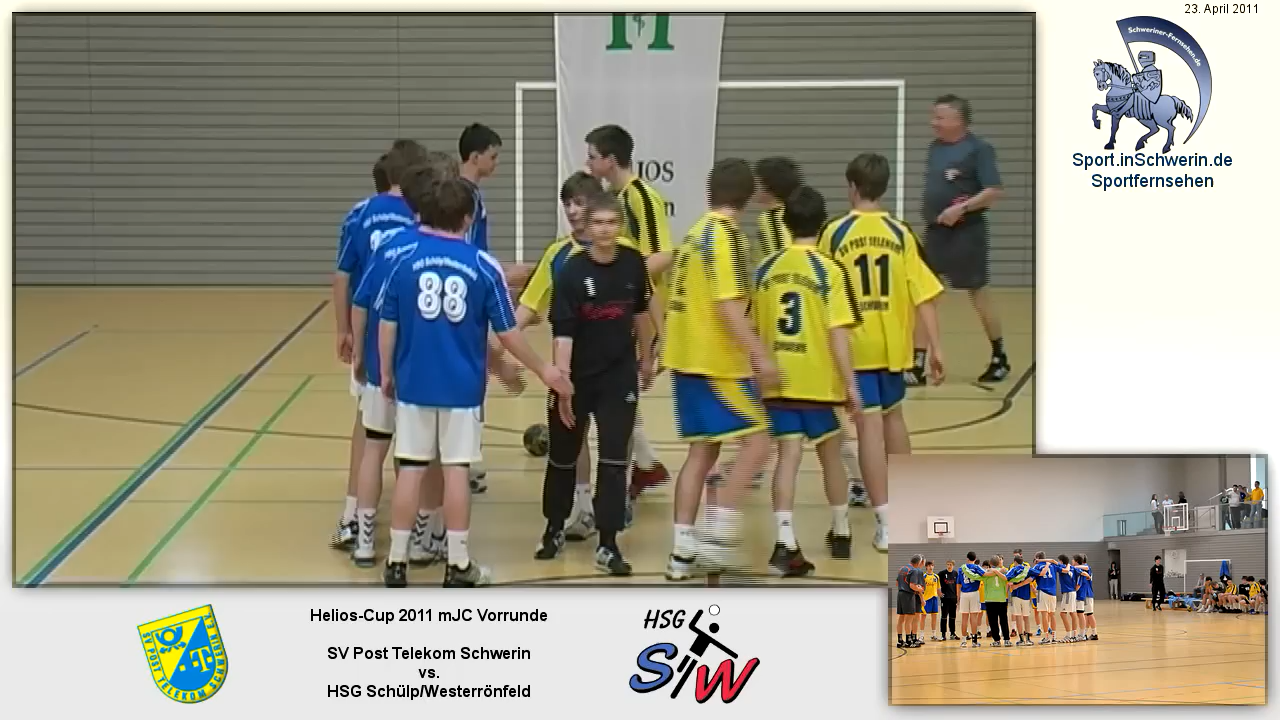 23. April 2011
Schweriner-Fernsehen.de
Sport.inSchwerin.de
Sportfernsehen
H
88
SV POST TELEKOM
11
SCHWERIN
3
SCHWERIN
Helios-Cup 2011 mJC Vorrunde
SV Post Telekom Schwerin
vs.
HSG Schülp/Westerrönfeld
SV POST TELEKOM SCHWERIN E.V.
HSG
SW